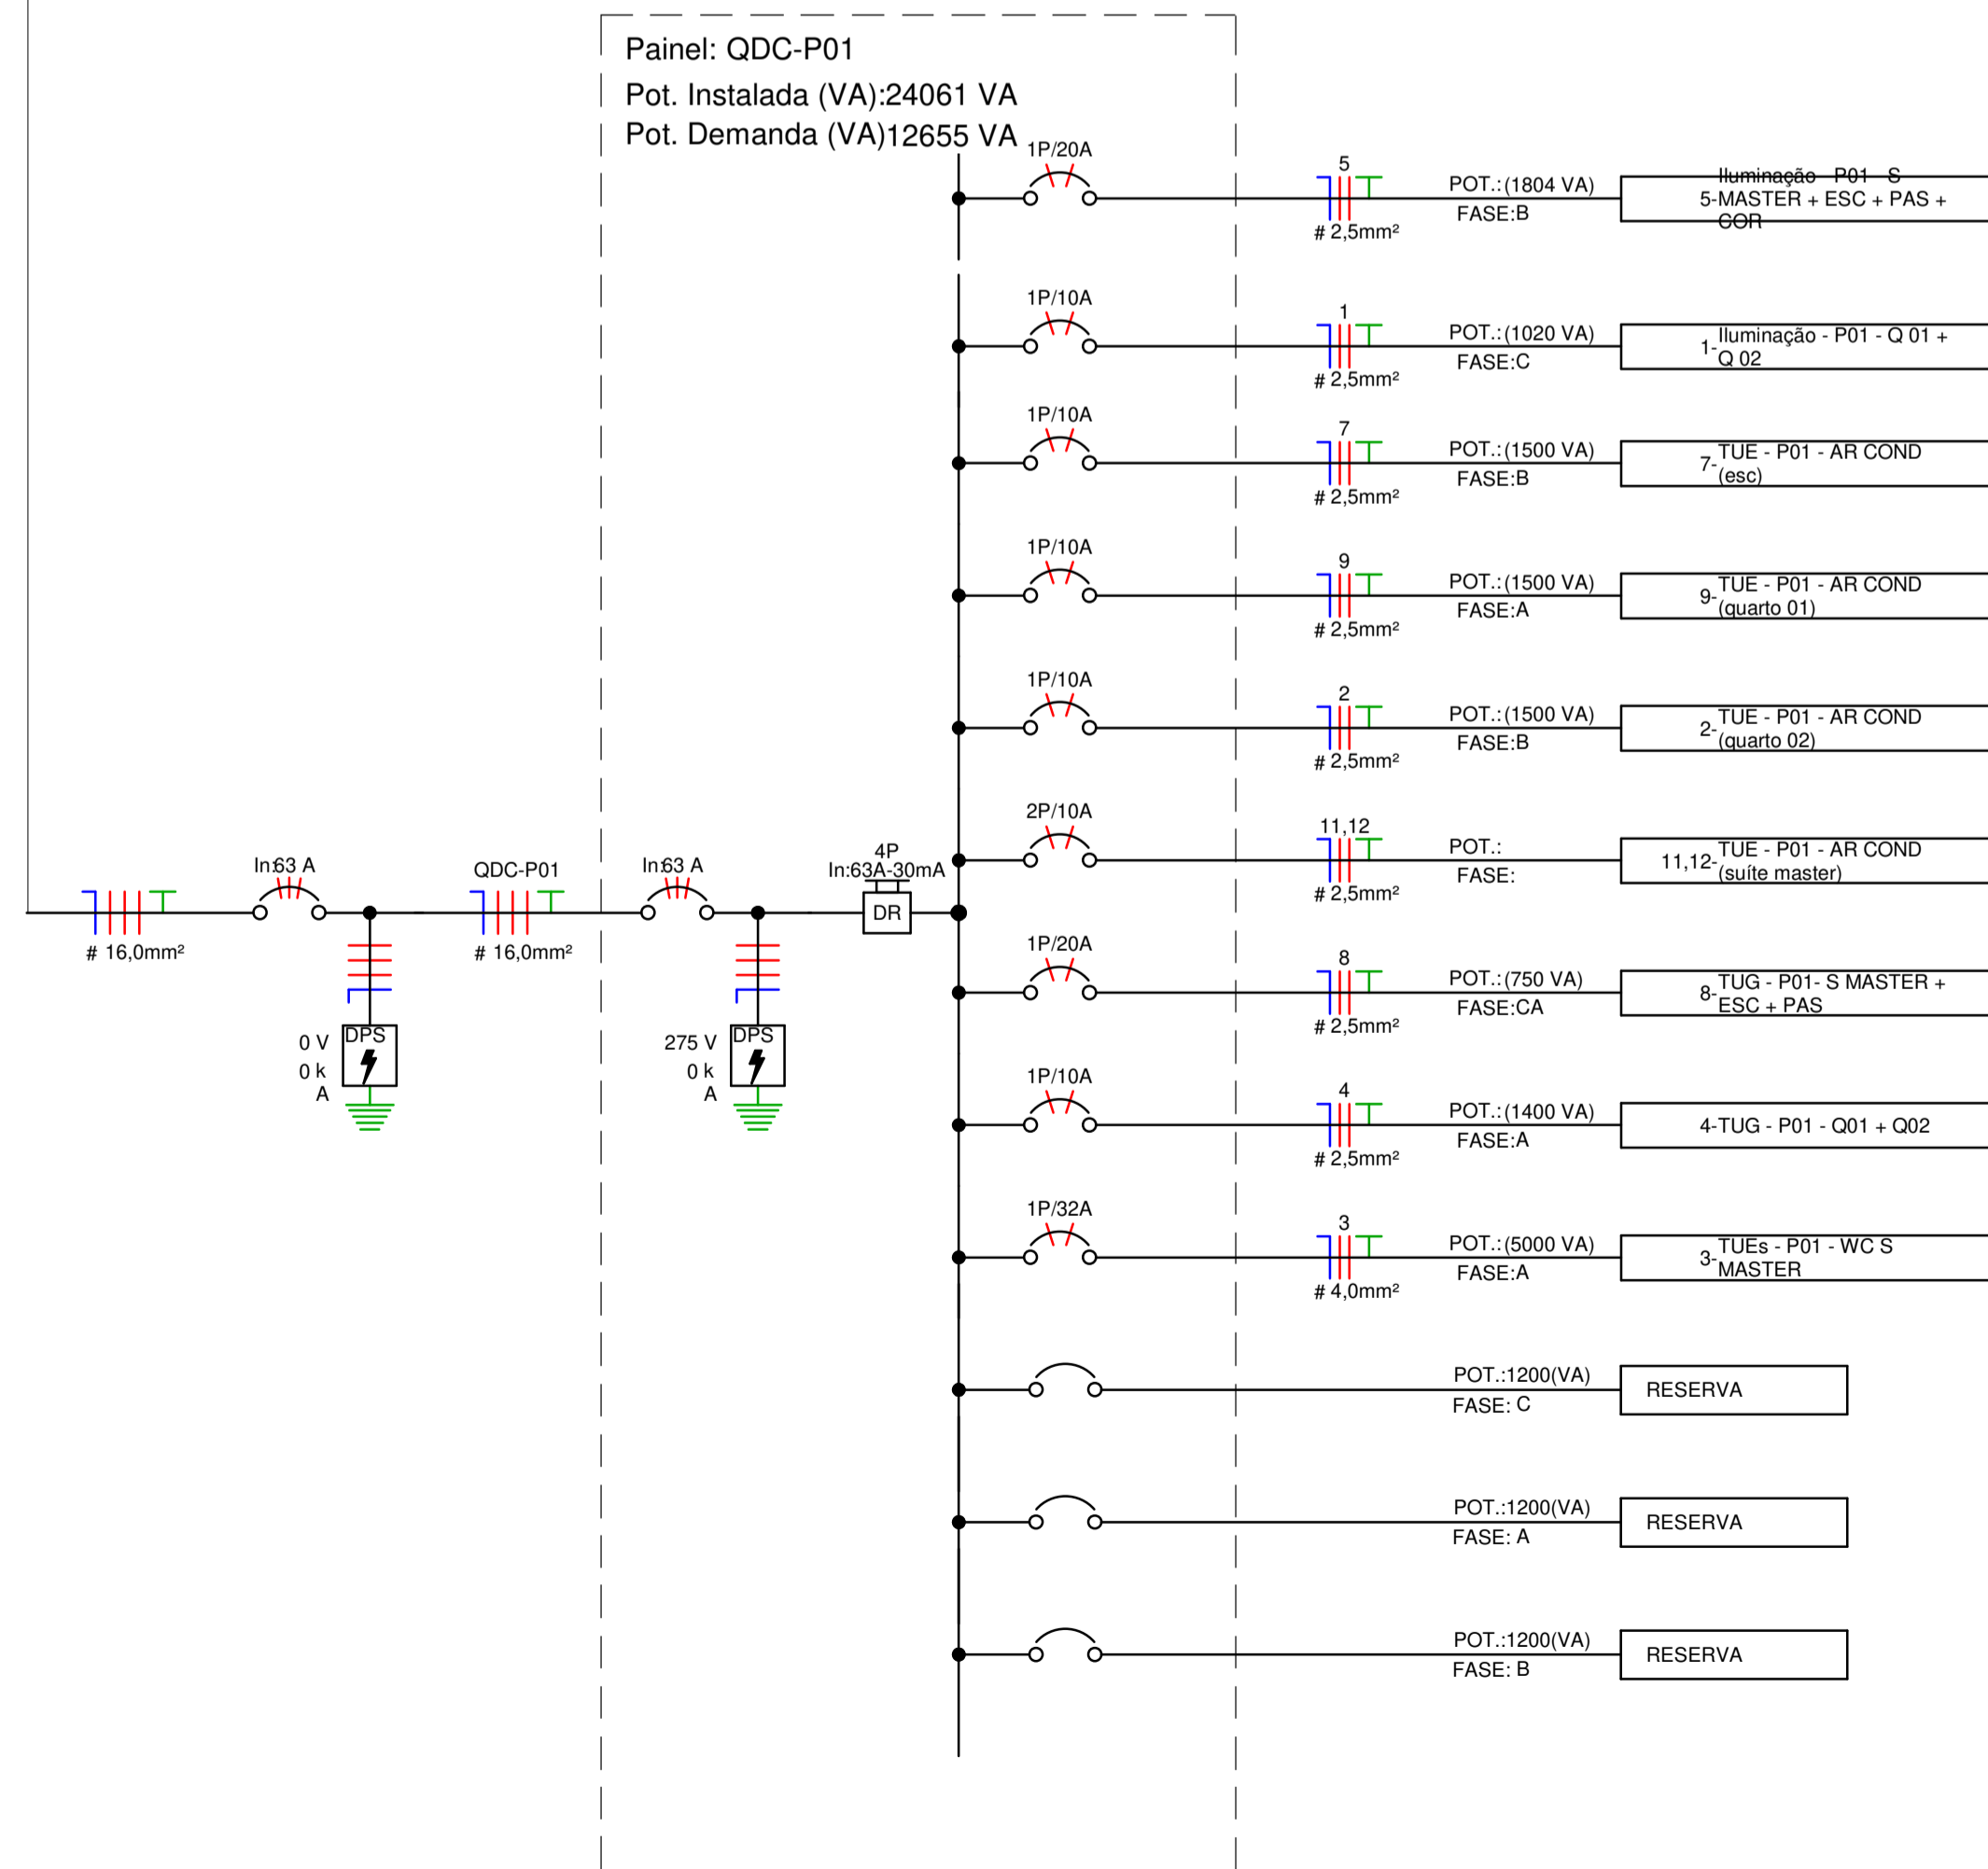 Painel: QDC-P01
Pot. Instalada (VA):24061 VA
Pot. Demanda (VA)12655 VA
1P/20A
5
# 2,5mm²
POT.:(1804 VA)
FASE:B
Iluminação - P01 - S
5-MASTER + ESC + PAS +
COR
1P/10A
1
# 2,5mm²
POT.:(1020 VA)
FASE:C
1-Iluminação - P01 - Q 01 +
Q 02
1P/10A
7
# 2,5mm²
POT.:(1500 VA)
FASE:B
7-TUE - P01 - AR COND
(esc)
1P/10A
9
# 2,5mm²
POT.:(1500 VA)
FASE:A
9-TUE - P01 - AR COND
(quarto 01)
1P/10A
2
# 2,5mm²
POT.:(1500 VA)
FASE:B
2-TUE - P01 - AR COND
(quarto 02)
2P/10A
11,12
# 2,5mm²
POT.:
FASE:
11,12-TUE - P01 - AR COND
(suíte master)
In:63 A
QDC-P01
In:63 A
4P
In:63A-30mA
DR
# 16,0mm²
# 16,0mm²
0 V
0 k
A
DPS
275 V
0 k
A
DPS
1P/20A
8
# 2,5mm²
POT.:(750 VA)
FASE:CA
8-TUG - P01- S MASTER +
ESC + PAS
1P/10A
4
# 2,5mm²
POT.:(1400 VA)
FASE:A
4-TUG - P01 - Q01 + Q02
1P/32A
3
# 4,0mm²
POT.:(5000 VA)
FASE:A
3-TUEs - P01 - WC S
MASTER
POT.:1200(VA)
FASE: C
RESERVA
POT.:1200(VA)
FASE: A
RESERVA
POT.:1200(VA)
FASE: B
RESERVA